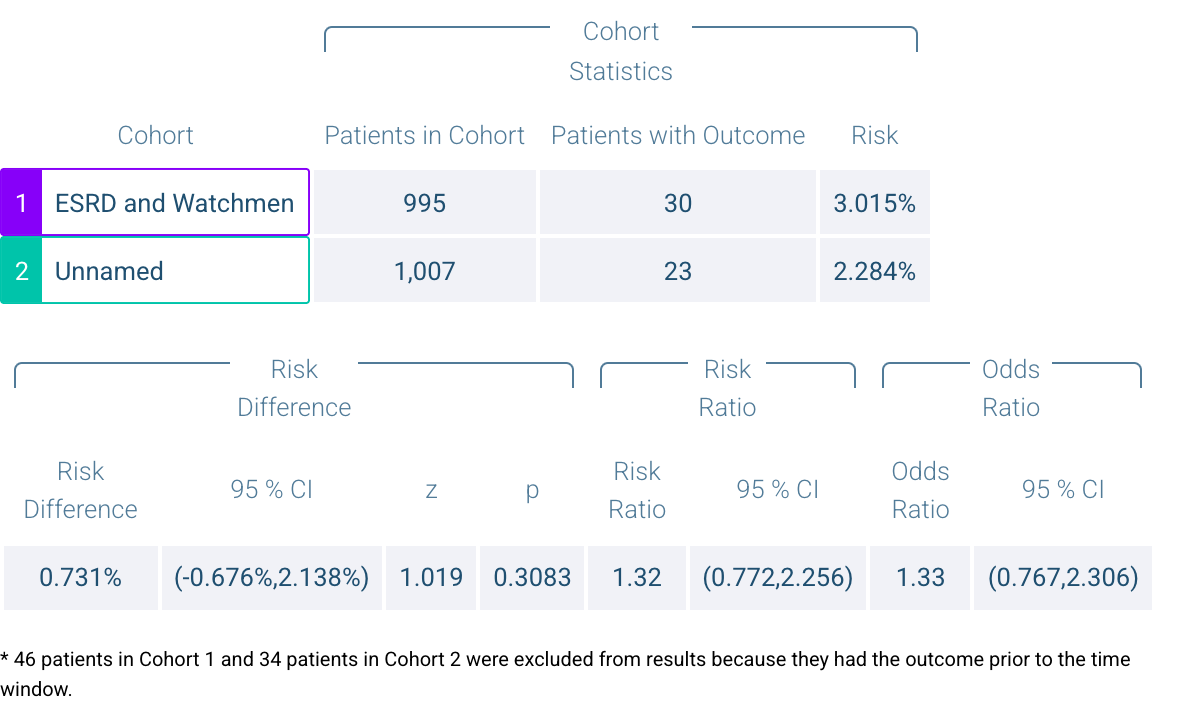 Cohort
Statistics
Cohort Patients in Cohort Patients with Outcome Risk
1 ESRD and Watchmen 995 30 3.015%
2 Unnamed 1,007 23 2.284%
Risk Risk Odds
Difference Ratio Ratio
Risk Difference 95 % CI z p Risk Ratio 95 % CI Odds Ratio 95 % CI
0.731% (-0.676%,2.138%) 1.019 0.3083 1.32 (0.772,2.256) 1.33 (0.767,2.306)
* 46 patients in Cohort 1 and 34 patients in Cohort 2 were excluded from results because they had the outcome prior to the time
window.